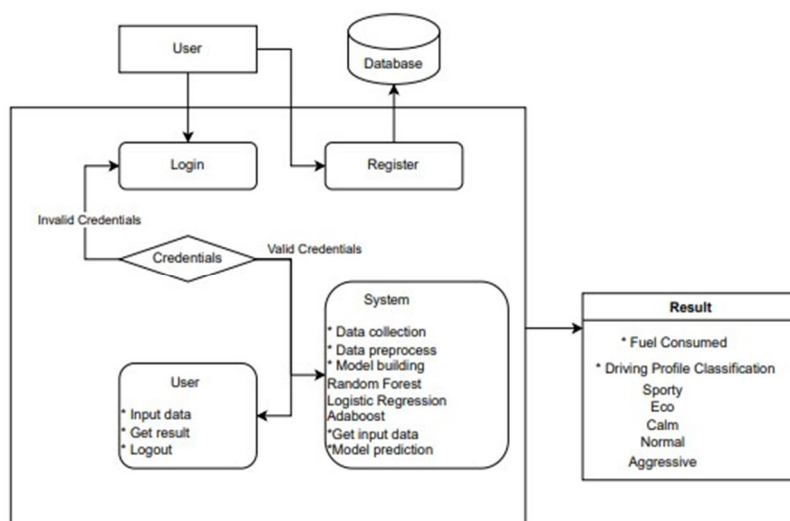 User
Database
Login
Register
Invalid Credentials
Credentials
Valid Credentials
System
* Data collection
* Data preprocess
* Model building
Random Forest
Logistic Regression
Adaboost
*Get input data
*Model prediction
User
* Input data
* Get result
* Logout
Result
* Fuel Consumed
* Driving Profile Classification
Sporty
Eco
Calm
Normal
Aggressive